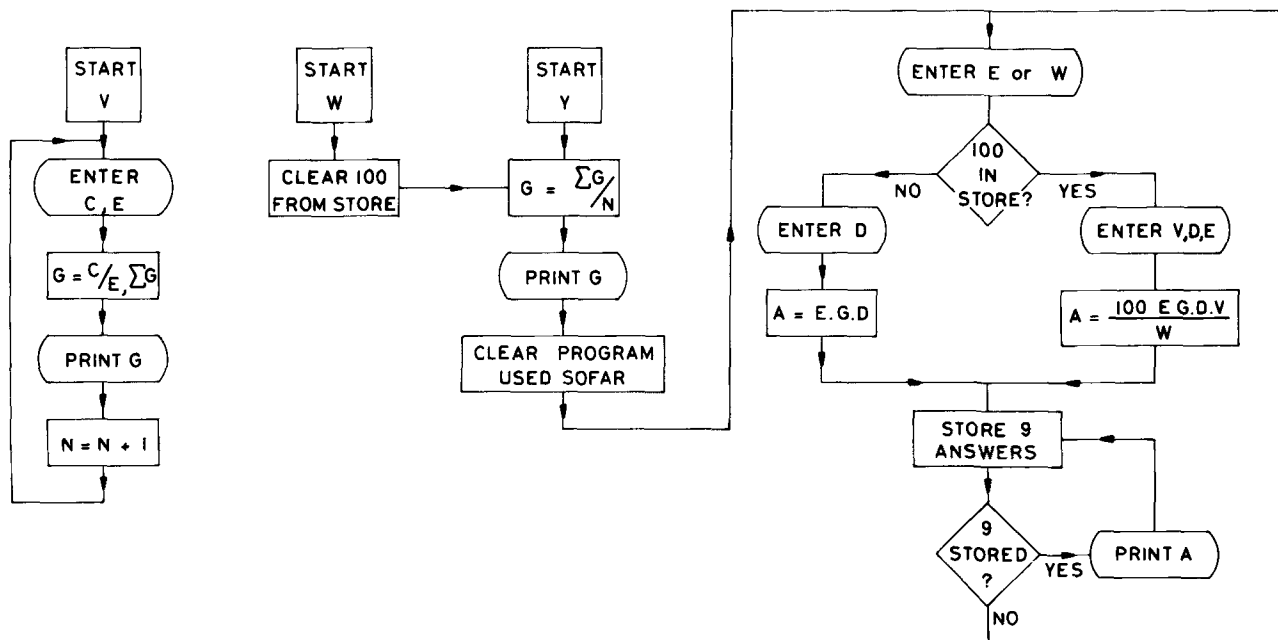 START
V
ENTER
C,E
G = C/E, ΣG
PRINT G
N = N + 1
START
W
CLEAR 100
FROM STORE
START
Y
G = ΣG/N
PRINT G
CLEAR PROGRAM
USED SOFAR
ENTER E or W
100
IN
STORE?
NO
YES
ENTER D
A = E.G.D
ENTER V,D,E
A = 100 E G.D.V
W
STORE 9
ANSWERS
9
STORED
?
YES
PRINT A
NO